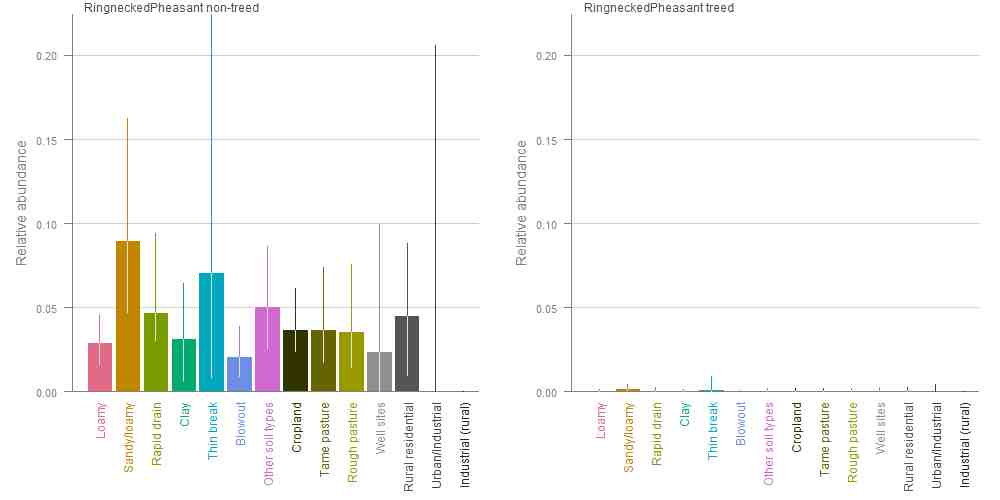 RingneckedPheasant non-treed
Relative abundance
0.20
0.15
0.10
0.05
0.00
Loamy
Sandy/loamy
Rapid drain
Clay
Thin break
Blowout
Other soil types
Cropland
Tame pasture
Rough pasture
Well sites
Rural residential
Urban/Industrial
Industrial (rural)
RingneckedPheasant treed
Relative abundance
0.20
0.15
0.10
0.05
0.00
Loamy
Sandy/loamy
Rapid drain
Clay
Thin break
Blowout
Other soil types
Cropland
Tame pasture
Rough pasture
Well sites
Rural residential
Urban/Industrial
Industrial (rural)